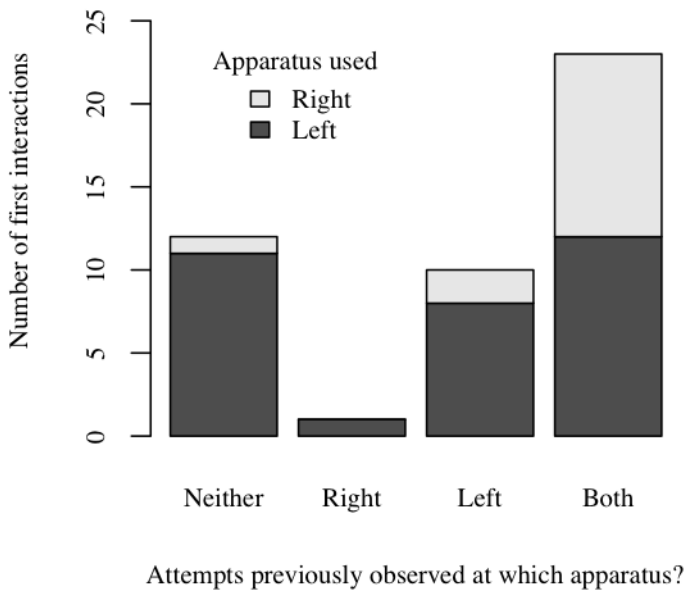 Number of first interactions
25
20
15
10
5
0
Apparatus used
Right
Left
Neither Right Left Both
Attempts previously observed at which apparatus?